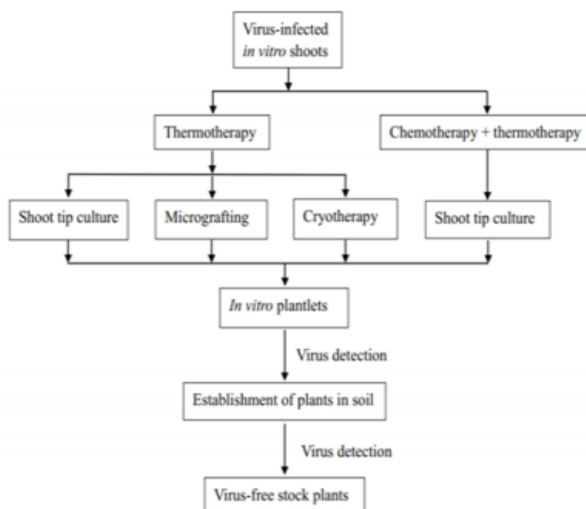 Virus-infected
in vitro shoots
Thermotherapy
Chemotherapy + thermotherapy
Shoot tip culture
Micrografting
Cryotherapy
Shoot tip culture
In vitro plantlets
Virus detection
Establishment of plants in soil
Virus detection
Virus-free stock plants